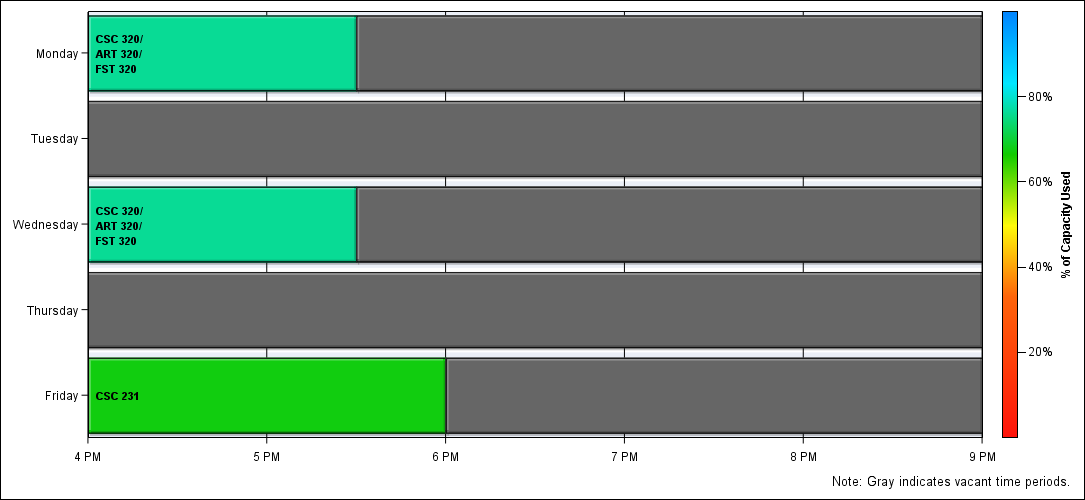 Monday
CSC 320/
ART 320/
FST 320
Tuesday
Wednesday
CSC 320/
ART 320/
FST 320
Thursday
Friday
CSC 231
4 PM
5 PM
6 PM
7 PM
8 PM
9 PM
80%
60%
40%
20%
% of Capacity Used
Note: Gray indicates vacant time periods.